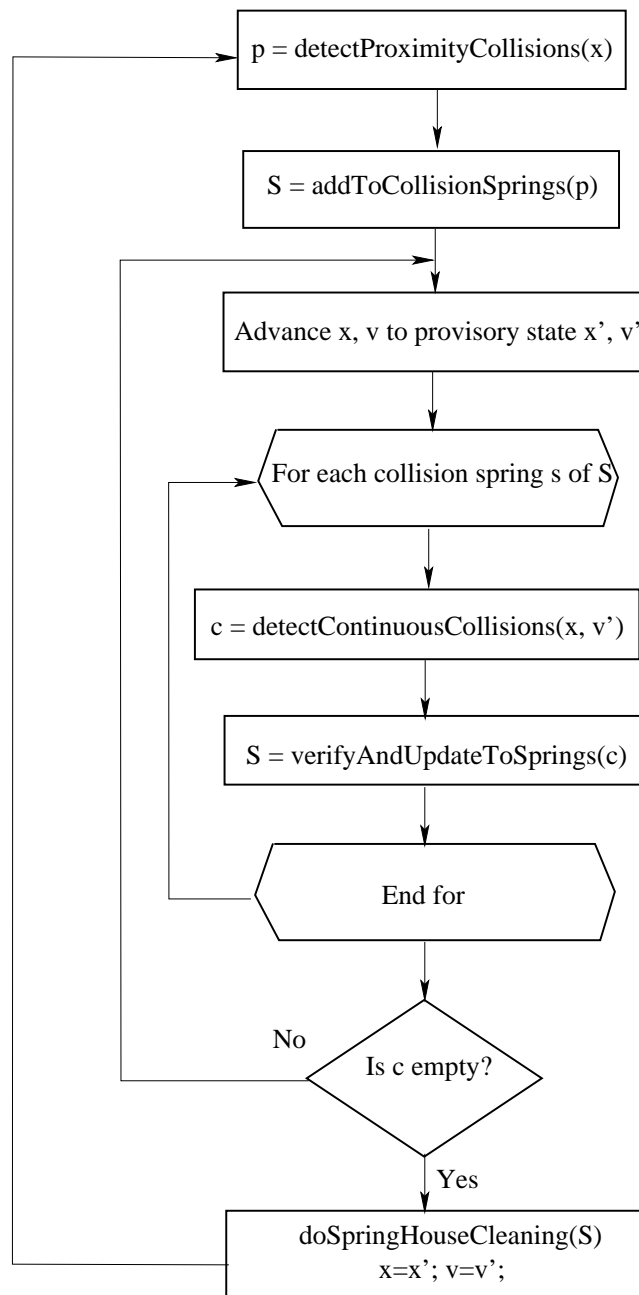 p = detectProximityCollisions(x)
S = addToCollisionSprings(p)
Advance x, v to provisory state x’, v’
For each collision spring s of S
c = detectContinuousCollisions(x, v’)
S = verifyAndUpdateToSprings(c)
End for
No
Is c empty?
Yes
doSpringHouseCleaning(S)
x=x’; v=v’;